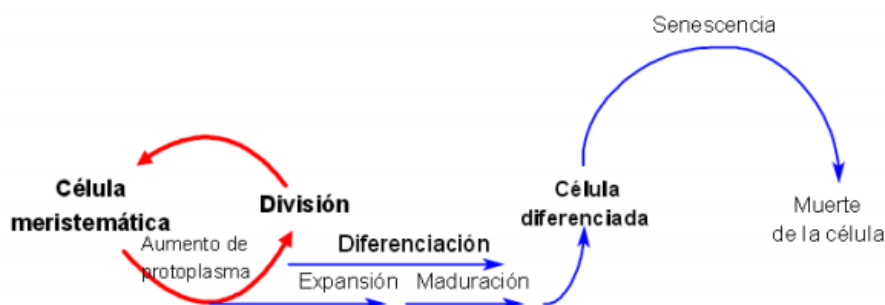 Senescencia
Célula
meristemática
División
Aumento de
protoplasma
Diferenciación
Expansión
Maduración
Célula
diferenciada
Muerte
de la célula